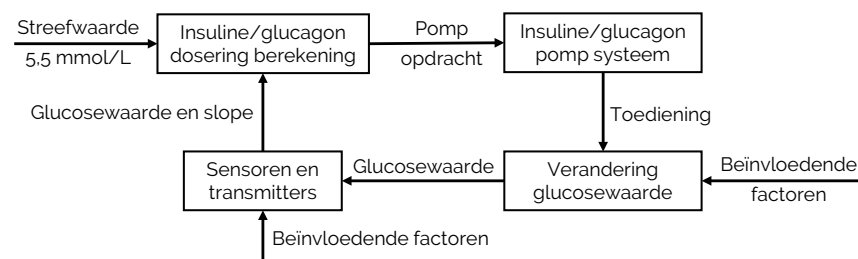 Streefwaarde
5,5 mmol/L
Insuline/glucagon
dosering berekening
Pomp
opdracht
Insuline/glucagon
pomp systeem
Glucosewaarde en slope
Toediening
Sensoren en
transmitters
Glucosewaarde
Verandering
glucosewaarde
Beïnvloedende
factoren
Beïnvloedende factoren